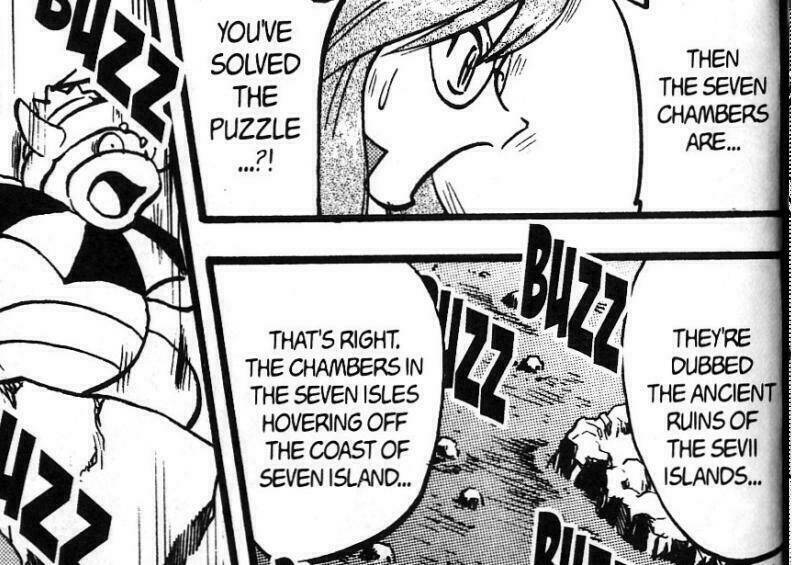 BUZZ
YOU'VE
SOLVED
THE
PUZZLE
...?!
THEN
THE SEVEN
CHAMBERS
ARE...
BUZZ
BUZZ
THAT'S RIGHT.
THE CHAMBERS IN
THE SEVEN ISLES
HOVERING OFF
THE COAST OF
SEVEN ISLAND...
THEY'RE
DUBBED
THE ANCIENT
RUINS OF
THE SEVII
ISLANDS...
BUZZ
BUZZ